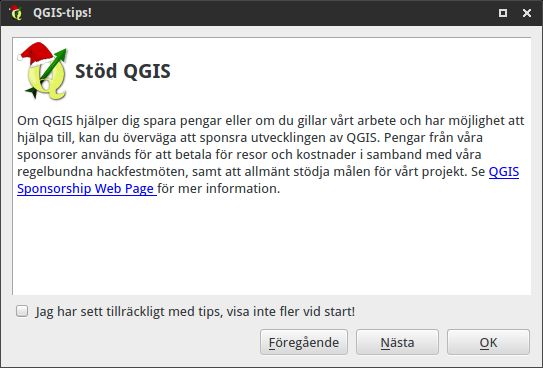 QGIS-tips!
Stöd QGIS
Om QGIS hjälper dig spara pengar eller om du gillar vårt arbete och har möjlighet att
hjälpa till, kan du överväga att sponsra utvecklingen av QGIS. Pengar från våra
sponsorer används för att betala för resor och kostnader i samband med våra
regelbundna hackfestmöten, samt att allmänt stödja målen för vårt projekt. Se QGIS
Sponsorship Web Page för mer information.
Jag har sett tillräckligt med tips, visa inte fler vid start!
Föregående
Nästa
OK